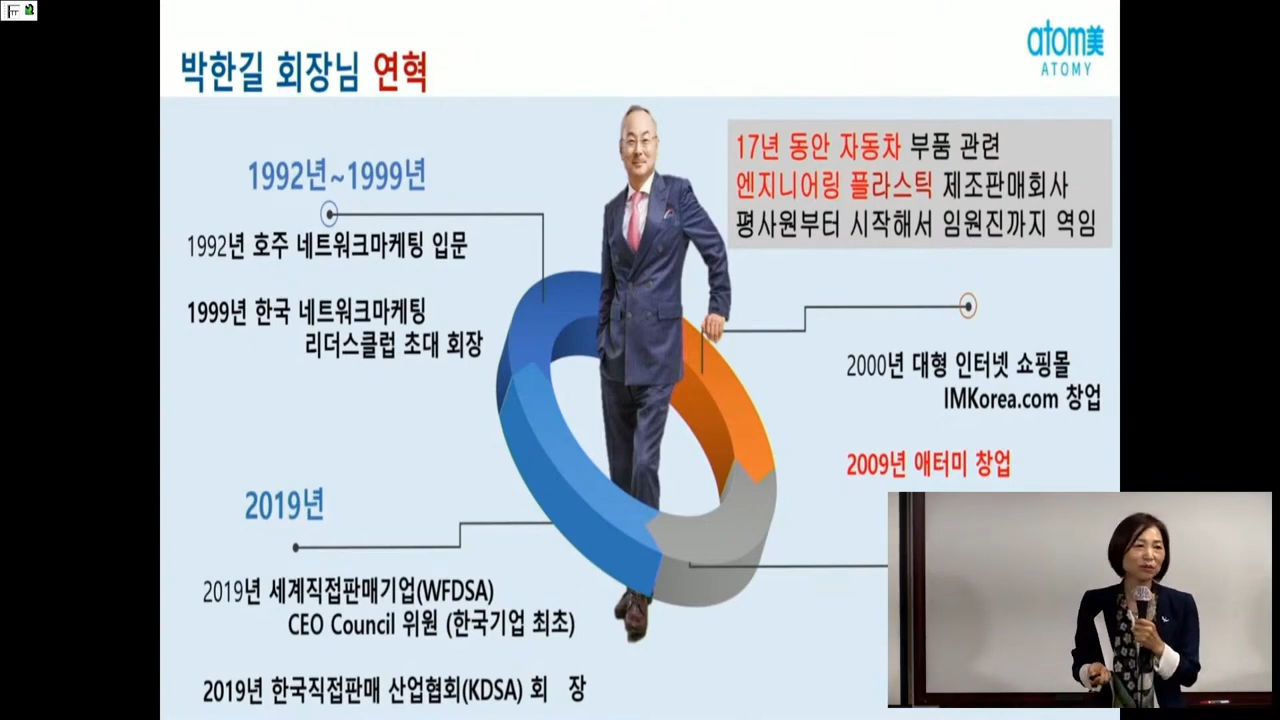 박한길 회장님 연혁
atom美
ATOMY
1992년~1999년
1992년 호주 네트워크마케팅 입문
1999년 한국 네트워크마케팅
리더스클럽 초대 회장
17년 동안 자동차 부품 관련
엔지니어링 플라스틱 제조판매회사
평사원부터 시작해서 임원진까지 역임
2000년 대형 인터넷 쇼핑몰
IMKorea.com 창업
2009년 애터미 창업
2019년
2019년 세계직접판매기업(WFDSA)
CEO Council 위원 (한국기업 최초)
2019년 한국직접판매 산업협회(KDSA) 회 장